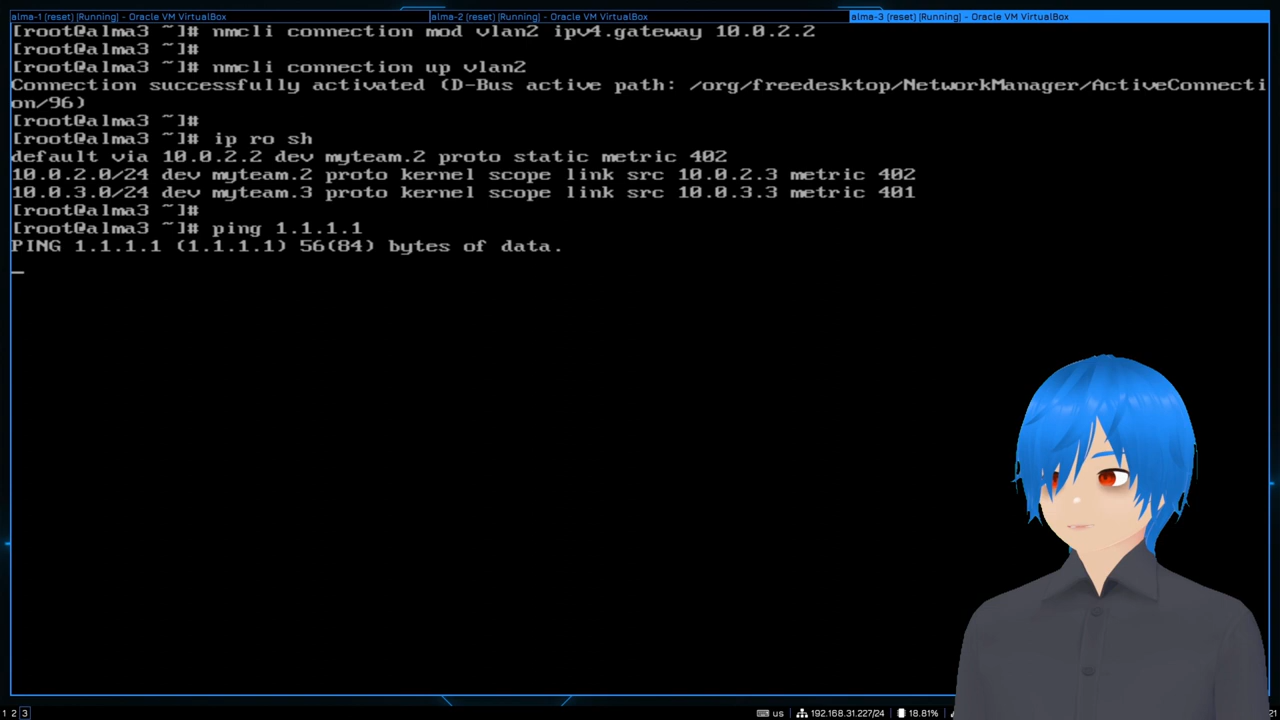 alma-1 (reset) [Running] - Oracle VM VirtualBox
alma-2 (reset) [Running] - Oracle VM VirtualBox
alma-3 (reset) [Running] - Oracle VM VirtualBox
[root@alma3 ~]# nmcli connection mod vlan2 ipv4.gateway 10.0.2.2
[root@alma3 ~]#
[root@alma3 ~]# nmcli connection up vlan2
Connection successfully activated (D-Bus active path: /org/freedesktop/NetworkManager/ActiveConnecti
on/96)
[root@alma3 ~]#
[root@alma3 ~]# ip ro sh
default via 10.0.2.2 dev myteam.2 proto static metric 402
10.0.2.0/24 dev myteam.2 proto kernel scope link src 10.0.2.3 metric 402
10.0.3.0/24 dev myteam.3 proto kernel scope link src 10.0.3.3 metric 401
[root@alma3 ~]#
[root@alma3 ~]# ping 1.1.1.1
PING 1.1.1.1 (1.1.1.1) 56(84) bytes of data.
1 2 3 us 192.168.31.227/24 18.81% 21